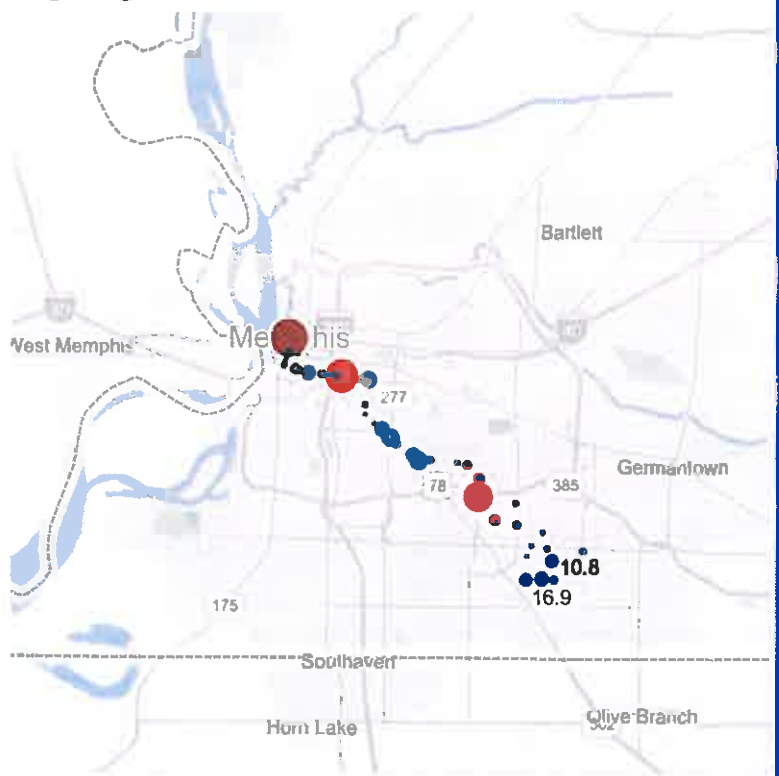 Bartlett
West Memphis
Memphis
277
Germantown
78
385
10.8
16.9
175
Southaven
Horn Lake
Olive Branch